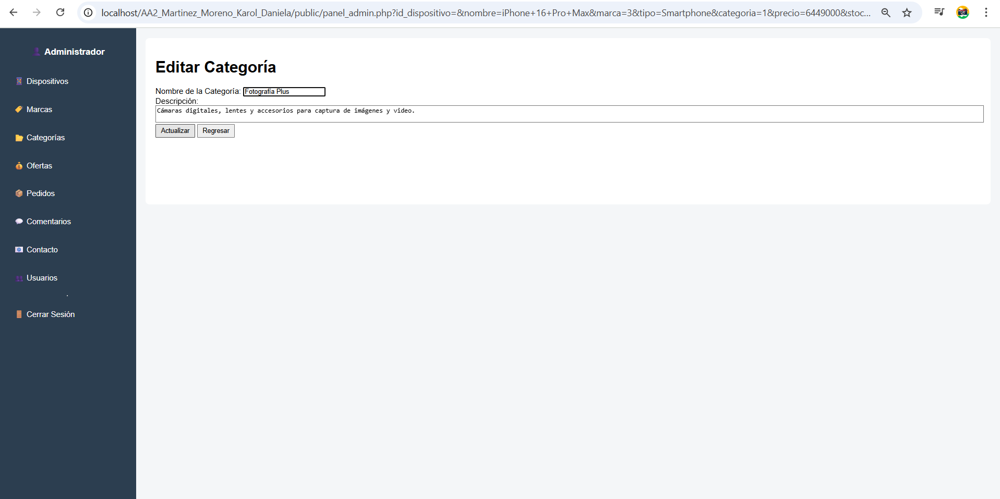 localhost/AA2_Martinez_Moreno_Karol_Daniela/public/panel_admin.php?id_dispositivo=&nombre=iPhone+16+Pro+Max&marca=3&tipo=Smartphone&categoria=1&precio=6449000&stoc...
Administrador
Dispositivos
Marcas
Categorías
Ofertas
Pedidos
Comentarios
Contacto
Usuarios
.
Cerrar Sesión
Editar Categoría
Nombre de la Categoría: Fotografía Plus
Descripción:
Cámaras digitales, lentes y accesorios para captura de imágenes y video.
Actualizar Regresar